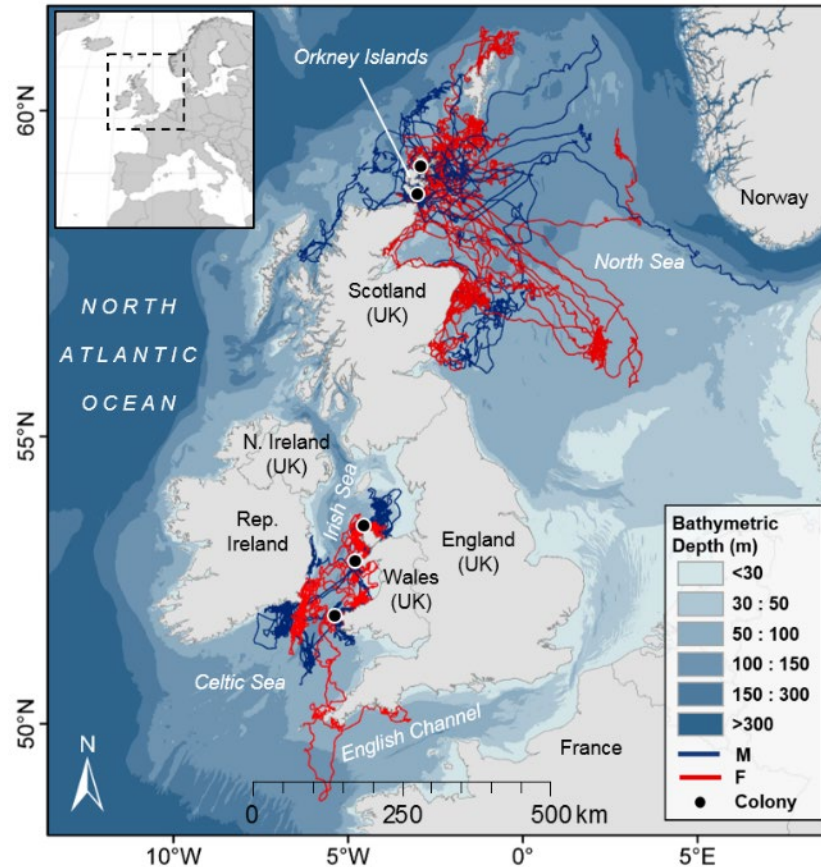 Orkney Islands
60°N
Norway
North Sea
Scotland
(UK)
NORTH
ATLANTIC
OCEAN
55°N
N. Ireland
(UK)
Irish Sea
Rep.
Ireland
England
(UK)
Wales
(UK)
Celtic Sea
50°N
English Channel
France
N
0 250 500 km
10°W 5°W 0° 5°E
Bathymetric
Depth (m)
<30
30 : 50
50 : 100
100 : 150
150 : 300
>300
M
F
Colony